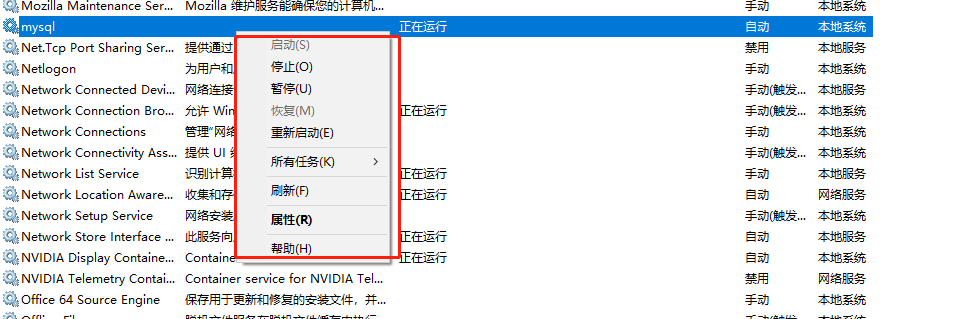 Mozilla Maintenance Serv... Mozilla 维护服务能确保您的计算机... 手动 本地系统
mysql 正在运行 自动 本地系统
Net.Tcp Port Sharing Ser... 提供通过 禁用 本地服务
Netlogon 为用户和 手动 本地系统
Network Connected Devi... 网络连接 手动(触发... 本地服务
Network Connection Bro... 允许 Win 正在运行 手动(触发... 本地系统
Network Connections 管理"网络 手动 本地系统
Network Connectivity Ass... 提供 UI 手动(触发... 本地系统
Network List Service 识别计算 正在运行 手动 本地服务
Network Location Aware... 收集和存 正在运行 自动 网络服务
Network Setup Service 网络安装 手动(触发... 本地系统
Network Store Interface ... 此服务向 正在运行 自动 本地服务
NVIDIA Display Containe... Container 正在运行 自动 本地系统
NVIDIA Telemetry Contai... Container service for NVIDIA Tel... 禁用 网络服务
Office 64 Source Engine 保存用于更新和修复的安装文件，并... 手动 本地系统
启动(S)
停止(O)
暂停(U)
恢复(M)
重新启动(E)
所有任务(K)
刷新(F)
属性(R)
帮助(H)